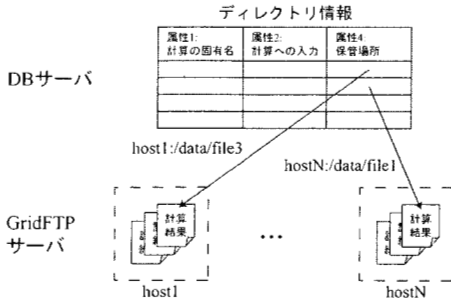 ディレクトリ情報
属性1: 属性2: 属性4:
計算の固有名 計算への入力 保管場所
DBサーバ
host1:/data/file3
hostN:/data/file1
計算 計算
結果 結果
GridFTP
サーバ
...
host1 hostN